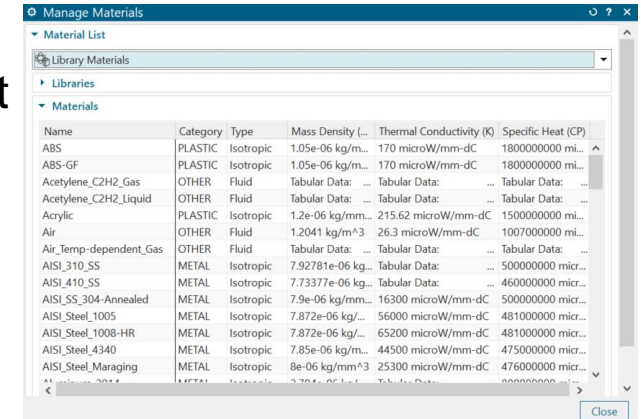 Manage Materials
t
Material List
Library Materials
Libraries
Materials
Name Category Type Mass Density (... Thermal Conductivity (K) Specific Heat (CP)
ABS PLASTIC Isotropic 1.05e-06 kg/m... 170 microW/mm-dC 1800000000 mi...
ABS-GF PLASTIC Isotropic 1.05e-06 kg/m... 170 microW/mm-dC 1800000000 mi...
Acetylene_C2H2_Gas OTHER Fluid Tabular Data: ... Tabular Data: ... Tabular Data: ...
Acetylene_C2H2_Liquid OTHER Fluid Tabular Data: ... Tabular Data: ... Tabular Data: ...
Acrylic PLASTIC Isotropic 1.2e-06 kg/mm... 215.62 microW/mm-dC 1500000000 mi...
Air OTHER Fluid 1.2041 kg/m^3 26.3 microW/mm-dC 1007000000 mi...
Air_Temp-dependent_Gas OTHER Fluid Tabular Data: ... Tabular Data: ... Tabular Data: ...
AISI_310_SS METAL Isotropic 7.92781e-06 kg... Tabular Data: ... 500000000 micr...
AISI_410_SS METAL Isotropic 7.73377e-06 kg... Tabular Data: ... 460000000 micr...
AISI_SS_304-Annealed METAL Isotropic 7.9e-06 kg/mm... 16300 microW/mm-dC 500000000 micr...
AISI_Steel_1005 METAL Isotropic 7.872e-06 kg/... 56000 microW/mm-dC 481000000 micr...
AISI_Steel_1008-HR METAL Isotropic 7.872e-06 kg/... 65200 microW/mm-dC 481000000 micr...
AISI_Steel_4340 METAL Isotropic 7.85e-06 kg/m... 44500 microW/mm-dC 475000000 micr...
AISI_Steel_Maraging METAL Isotropic 8e-06 kg/mm^3 25300 microW/mm-dC 476000000 micr...
Close